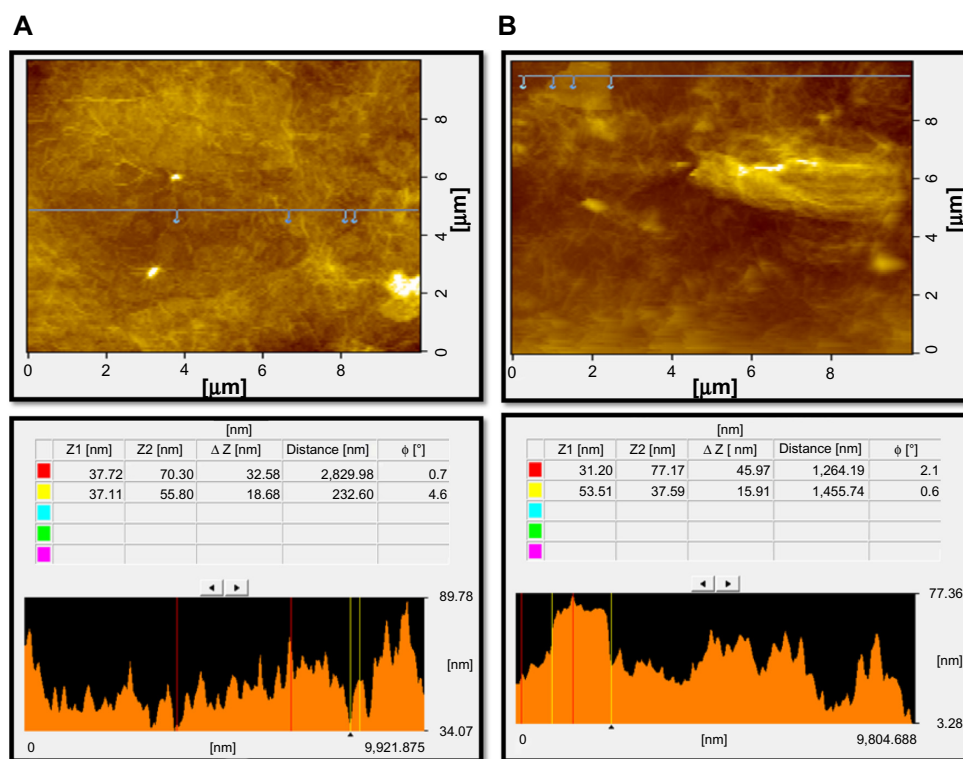 A
B
8
6
4
2
0
[µm]
0
2
4
6
8
[µm]
8
6
4
2
0
[µm]
0
2
4
6
8
[µm]
[nm]
Z1 [nm] Z2 [nm] Δ Z [nm] Distance [nm] ϕ [°]
37.72 70.30 32.58 2,829.98 0.7
37.11 55.80 18.68 232.60 4.6
89.78
[nm]
34.07
0 [nm] 9,921.875
[nm]
Z1 [nm] Z2 [nm] Δ Z [ nm] Distance [nm] ϕ [°]
31.20 77.17 45.97 1,264.19 2.1
53.51 37.59 15.91 1,455.74 0.6
77.36
[nm]
3.28
0 [nm] 9,804.688